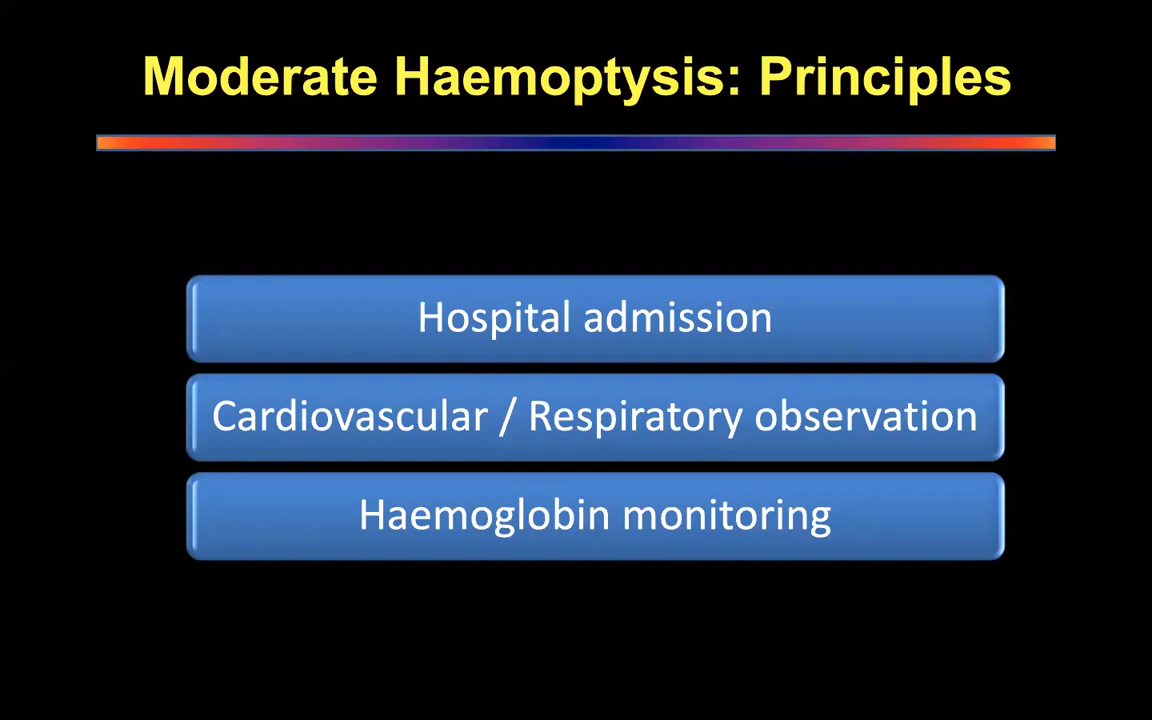 Moderate Haemoptysis: Principles
Hospital admission
Cardiovascular / Respiratory observation
Haemoglobin monitoring